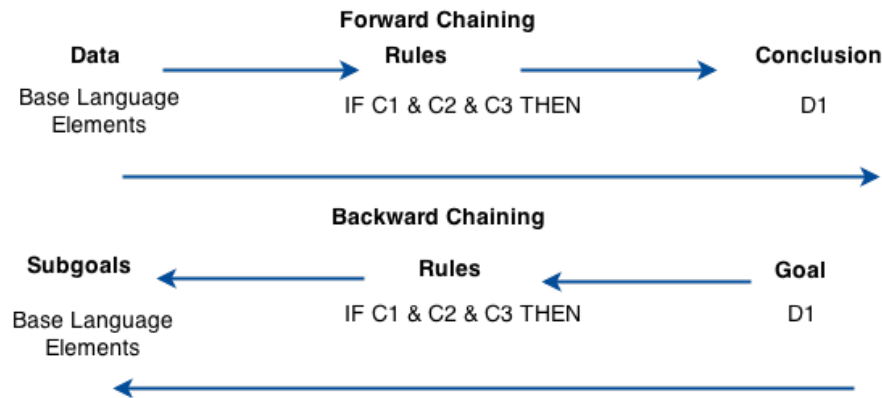 Forward Chaining
Data
Rules
Conclusion
Base Language
Elements
IF C1 & C2 & C3 THEN
D1
Backward Chaining
Subgoals
Rules
Goal
Base Language
Elements
IF C1 & C2 & C3 THEN
D1